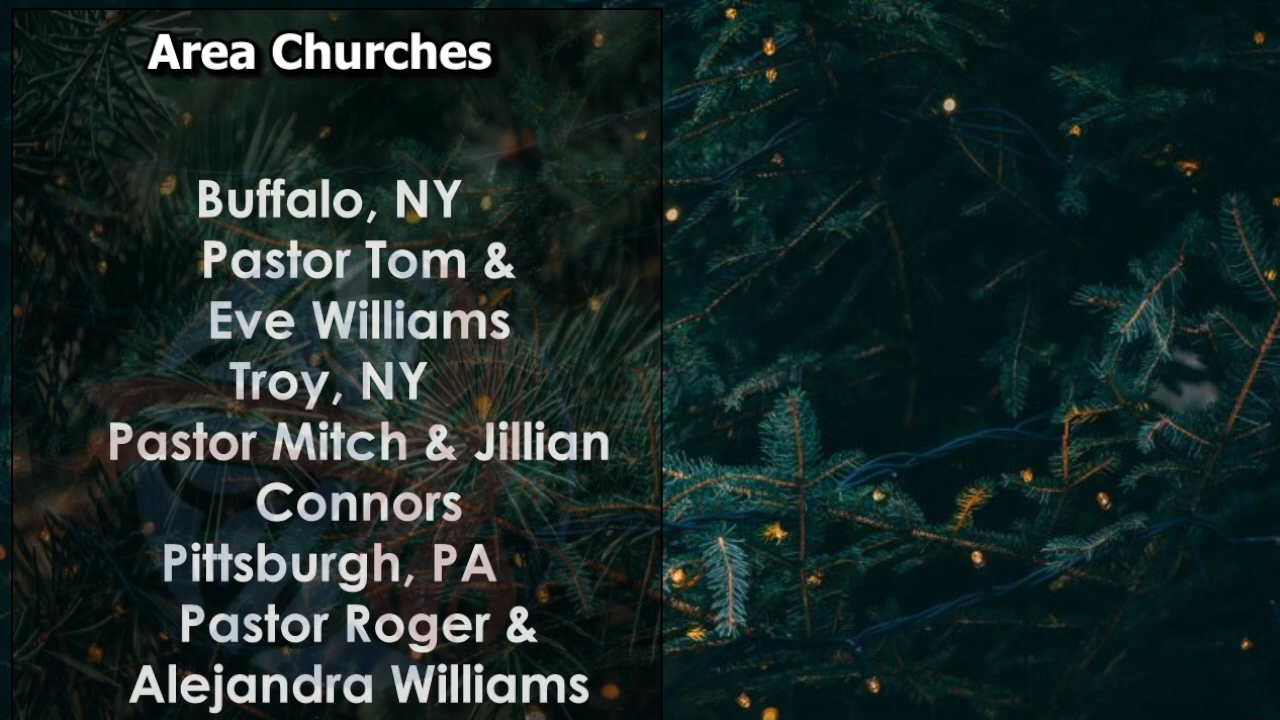 Area Churches
Buffalo, NY
Pastor Tom &
Eve Williams
Troy, NY
Pastor Mitch & Jillian
Connors
Pittsburgh, PA
Pastor Roger &
Alejandra Williams